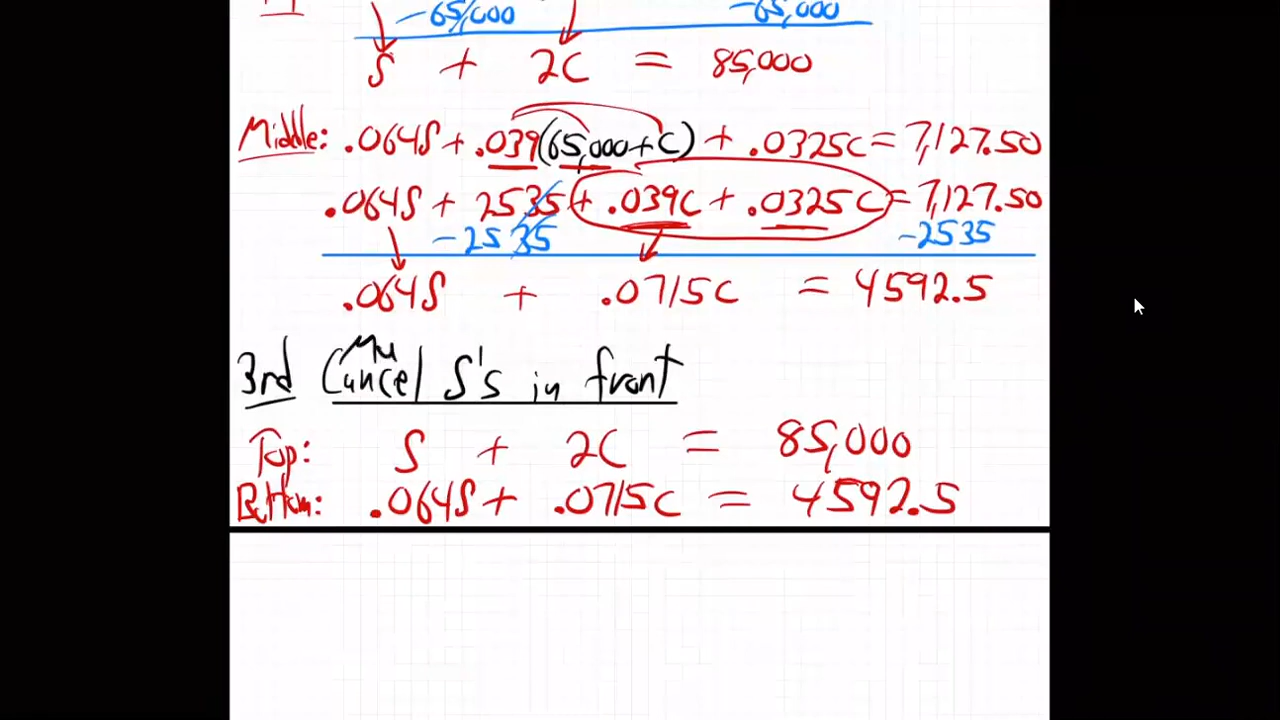 -65,000 -65,000
S + 2C = 85,000
Middle: .064S + .039(65,000+C) + .0325C = 7,127.50
.064S + 2535 + .039C + .0325C = 7,127.50
-2535 -2535
.064S + .0715C = 4592.5
Mu
3rd Cancel S's in front
Top: S + 2C = 85,000
Bottom: .064S + .0715C = 4592.5